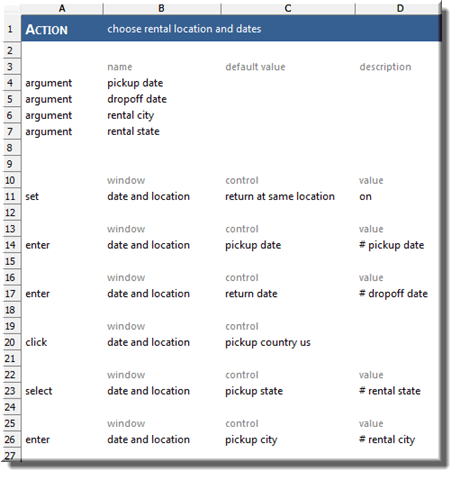 A B C D
1 ACTION choose rental location and dates
2
3 name default value description
4 argument pickup date
5 argument dropoff date
6 argument rental city
7 argument rental state
8
9
10 window control value
11 set date and location return at same location on
12
13 window control value
14 enter date and location pickup date # pickup date
15
16 window control value
17 enter date and location return date # dropoff date
18
19 window control
20 click date and location pickup country us
21
22 window control value
23 select date and location pickup state # rental state
24
25 window control value
26 enter date and location pickup city # rental city
27